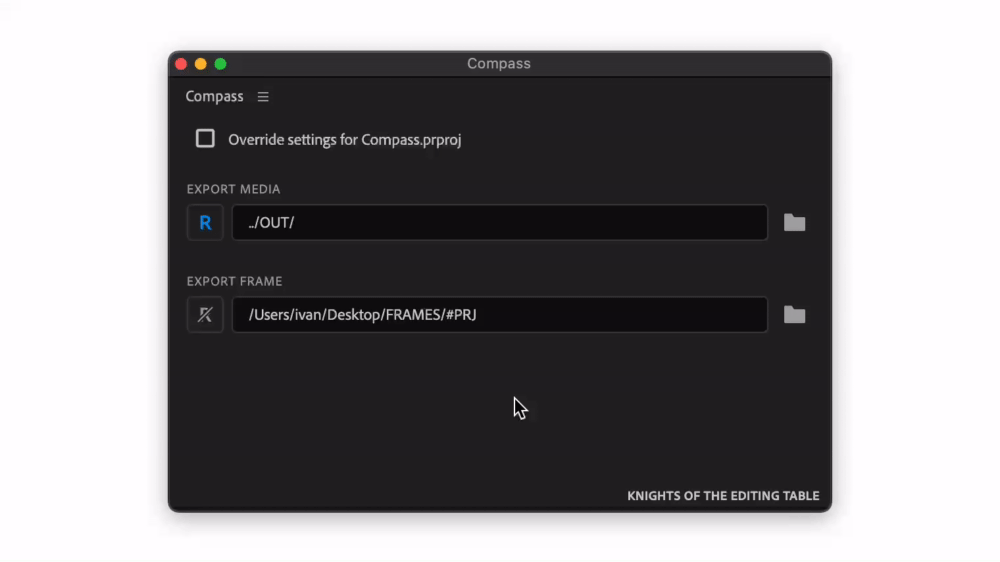 Compass
Compass
Override settings for Compass.prproj
EXPORT MEDIA
R ../OUT/
EXPORT FRAME
R /Users/ivan/Desktop/FRAMES/#PRJ
KNIGHTS OF THE EDITING TABLE